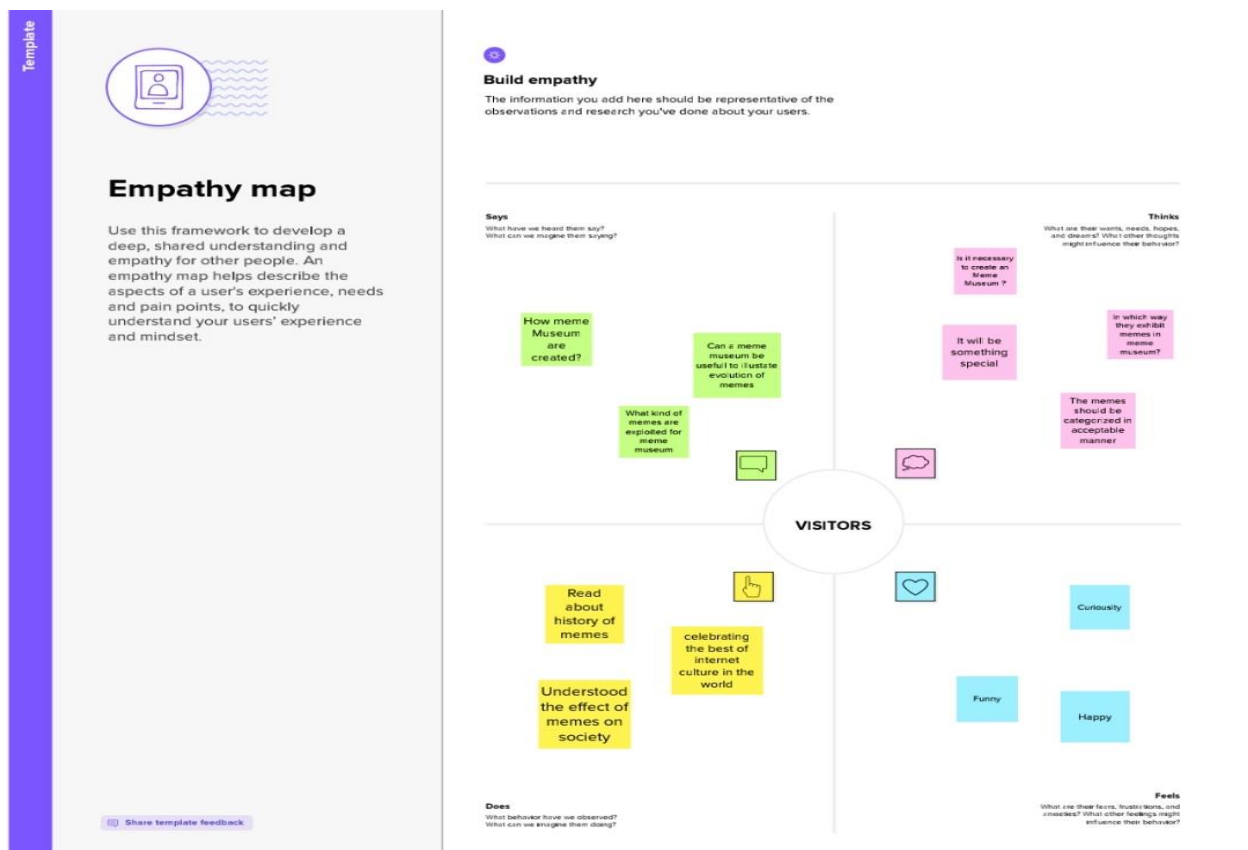 Template
Empathy map
Use this framework to develop a
deep, shared understanding and
empathy for other people. An
empathy map helps describe the
aspects of a user's experience, needs
and pain points, to quickly
understand your users' experience
and mindset.
Share template feedback
Build empathy
The information you add here should be representative of the
observations and research you've done about your users.
Says
What have we heard them say?
What can we imagine them saying?
How meme
Museum
are
created?
Can a meme
museum be
usefull to illustate
evolution of
memes
What kind of
memes are
exploited for
meme
museum
Thinks
What are their wants, needs, hopes,
and dreams? What other thoughts
might influence their behavior?
Is it necessary
to create an
Meme
Museum ?
In which way
they exhibit
memes in
meme
museum?
It will be
something
special
The memes
should be
categorized in
acceptable
manner
VISITORS
Read
about
history of
memes
celebrating
the best of
internet
culture in the
world
Understood
the effect of
memes on
society
Does
What behavior have we observed?
What can we imagine them doing?
Curiousity
Funny
Happy
Feels
What are their fears, frustrations, and
anxieties? What other feelings might
influence their behavior?